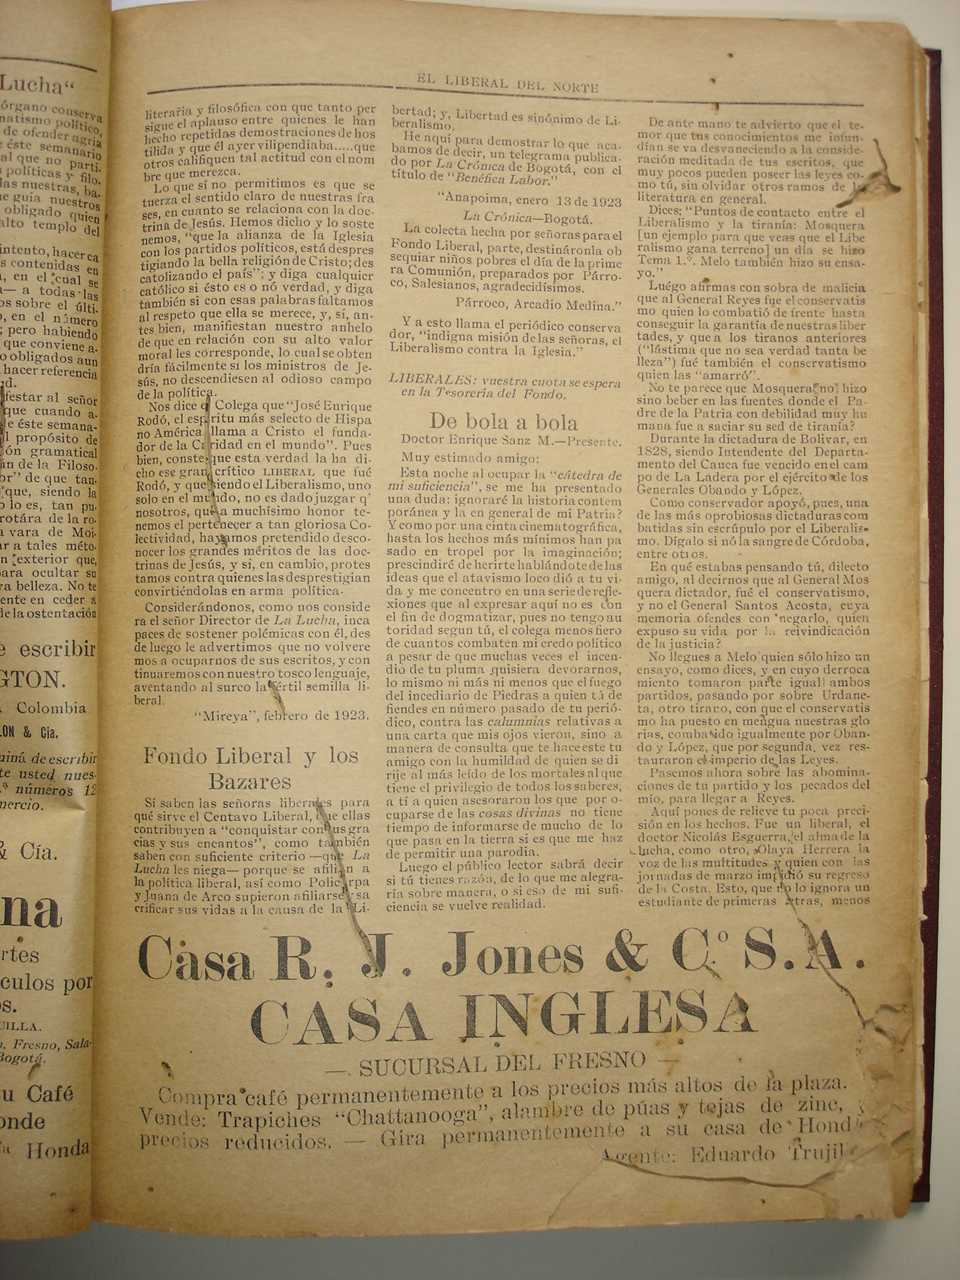 Lucha"
órgano conserva
natismo político,
de ofender agria
éste semanario
al que no parti.
políticas y filo.
las nuestras, ba.
guia nuestros
obligado quien
alto templo del
intento, hacerca
s contenidas en
, en el cual se
a— a todas las
os sobre el últi.
, en el número
; pero habiendo
que conviene a.
obligados aun
hacer referencia
d.
festar al señor
que cuando a.
éste semana.
l propósito de
ón gramatical
án de la Filoso.
or" de que tan.
que, siendo la
lo es, tan pu.
rotára de la ro.
vara de Moi.
ar a tales méto.
n exterior que,
para ocultar su
ra belleza. No te
ente en ceder a
de la ostentación
e escribir
GTON.
. Colombia
LON & Cía.
uiná de escribir
te usted nues.
.º números 12
mercio.
& Cía.
na
rtes
culos por
s.
UILLA.
o. Fresno, Sala.
Bogotá.
u Café
onde
Honda
EL LIBERAL DEL NORTE
literaria y filosófica con que tanto per
sigue el aplauso entre quienes le han
hecho repetidas demostraciones de hos
tilida y que él ayer vilipendiaba.....que
otros califiquen tal actitud con el nom
bre que merezca.
Lo que sí no permitimos es que se
tuerza el sentido claro de nuestras fra
ses, en cuanto se relaciona con la doc.
trina de Jesús. Hemos dicho y lo soste
nemos, "que la alianza de la Iglesia
con los partidos políticos, está despres
tigiando la bella religión de Cristo; des
catolizando el país"; y diga cualquier
católico si ésto es o nó verdad, y diga
también si con esas palabras faltamos
al respeto que ella se merece, y, si, an-
tes bien, manifiestan nuestro anhelo
de que en relación con su alto valor
moral les corresponde, lo cual se obten
dría fácilmente si los ministros de Je-
sús, no descendiesen al odioso campo
de la política.
Nos dice el Colega que "José Enrique
Rodó, el espíritu más selecto de Hispa
no América llama a Cristo el funda-
dor de la Caridad en el mundo". Pues
bien, conste que esta verdad la ha di-
cho ese gran crítico LIBERAL que fué
Rodó, y que siendo el Liberalismo, uno
solo en el mundo, no es dado juzgar q'
nosotros, que a muchísimo honor te-
nemos el pertenecer a tan gloriosa Co-
lectividad, hayamos pretendido desco-
nocer los grandes méritos de las doc-
trinas de Jesús, y si, en cambio, protes
tamos contra quienes las desprestigian
convirtiéndolas en arma política.
Considerándonos, como nos conside
ra el señor Director de La Lucha, inca
paces de sostener polémicas con él, des
de luego le advertimos que no volvere
mos a ocuparnos de sus escritos, y con
tinuaremos con nuestro tosco lenguaje,
aventando al surco la fértil semilla li-
beral.
"Mireya", febrero de 1923.
Fondo Liberal y los
Bazares
Si saben las señoras liberales para
qué sirve el Centavo Liberal, que ellas
contribuyen a "conquistar con sus gra
cias y sus encantos", como también
saben con suficiente criterio —que La
Lucha les niega— porque se afilian a
la política liberal, así como Policarpa
y Juana de Arco supieron afiliarse y sa
crificar sus vidas a la causa de la Li-
bertad; y, Libertad es sinónimo de Li-
beralismo.
He aquí para demostrar lo que aca-
bamos de decir, un telegrama publica-
do por La Crónica de Bogotá, con el
título de "Benéfica Labor."
"Anapoima, enero 13 de 1923
La Crónica—Bogotá.
La colecta hecha por señoras para el
Fondo Liberal, parte, destináronla ob
sequiar niños pobres el día de la prime
ra Comunión, preparados por Párro-
co, Salesianos, agradecidísimos.
Párroco, Arcadio Medina."
Y a esto llama el periódico conserva
dor, "indigna misión de las señoras, el
Liberalismo contra la Iglesia."
LIBERALES: vuestra cuota se espera
en la Tesorería del Fondo.
De bola a bola
Doctor Enrique Sanz M.—Presente.
Muy estimado amigo:
Esta noche al ocupar la "cátedra de
mi suficiencia", se me ha presentado
una duda: ignoraré la historia contem
poránea y la en general de mi Patria?
Y como por una cinta cinematográfica,
hasta los hechos más mínimos han pa
sado en tropel por la imaginación;
prescindiré de herirte hablándote de las
ideas que el atavismo loco dió a tu vi-
da y me concentro en una serie de refle-
xiones que al expresar aquí no es con
el fin de dogmatizar, pues no tengo au
toridad segun tú, el colega menos fiero
de cuantos combaten mi credo político
a pesar de que muchas veces el incen-
dio de tu pluma quisiera devorarnos,
lo mismo ni más ni menos que el fuego
del incediario de Piedras a quien tú de
fiendes en número pasado de tu perió-
dico, contra las calumnias relativas a
una carta que mis ojos vieron, sino a
manera de consulta que te hace este tu
amigo con la humildad de quien se di
rije al más leído de los mortales al que
tiene el privilegio de todos los saberes,
a tí a quien asesoraron los que por o-
cuparse de las cosas divinas no tiene
tiempo de informarse de mucho de lo
que pasa en la tierra si es que me haz
de permitir una parodia.
Luego el público lector sabrá decir
si tú tienes razón, de lo que me alegra-
ría sobre manera, o si eso de mi sufi-
ciencia se vuelve realidad.
De ante mano te advierto que el te-
mor que tus conocimientos me infun-
dían se va desvaneciendo a la conside-
ración meditada de tus escritos, que
muy pocos pueden poseer las leyes co-
mo tú, sin olvidar otros ramos de la
literatura en general.
Dices: "Puntos de contacto entre el
Liberalismo y la tiranía: Mosquera
[un ejemplo para que veas que el Libe
ralismo gana terreno] un día se hizo
Tema 1.º. Melo también hizo su ensa-
yo."
Luego afirmas con sobra de malicia
que al General Reyes fue el conservatis
mo quien lo combatió de frente hasta
conseguir la garantía de nuestras liber
tades, y que a los tiranos anteriores
("lástima que no sea verdad tanta be
lleza") fué también el conservatismo
quien las "amarró".
No te parece que Mosquera [no] hizo
sino beber en las fuentes donde el Pa-
dre de la Patria con debilidad muy hu
mana fue a saciar su sed de tiranía?
Durante la dictadura de Bolivar, en
1828, siendo Intendente del Departa-
mento del Cauca fue vencido en el cam
po de La Ladera por el ejército de los
Generales Obando y López.
Como conservador apoyó, pues, una
de las más oprobiosas dictaduras com
batidas sin escrúpulo por el Liberalis-
mo. Dígalo si nó la sangre de Córdoba,
entre otros.
En qué estabas pensando tú, dilecto
amigo, al decirnos que al General Mos
quera dictador, fué el conservatismo,
y no el General Santos Acosta, cuya
memoria ofendes con negarlo, quien
expuso su vida por la reivindicación
de la justicia?
No llegues a Melo quien sólo hizo un
ensayo, como dices, y en cuyo derroca
miento tomaron parte igual ambos
partidos, pasando por sobre Urdane-
ta, otro tirano, con que el conservatis
mo ha puesto en mengua nuestras glo
rias, combatido igualmente por Oban-
do y López, que por segunda vez res-
tauraron el imperio de las Leyes.
Pasemos ahora sobre las abomina-
ciones de tu partido y los pecados del
mío, para llegar a Reyes.
Aquí pones de relieve tu poca preci-
sión en los hechos. Fue un liberal, el
doctor Nicolás Esguerra, el alma de la
Lucha, como otro, Olaya Herrera la
voz de las multitudes y quien con las
jornadas de marzo impidió su regreso
de la Costa. Esto, que no lo ignora un
estudiante de primeras letras, menos
Casa R. J. Jones & Cº S. A.
CASA INGLESA
— SUCURSAL DEL FRESNO —
Compra café permanentemente a los precios más altos de la plaza.
Vende: Trapiches "Chattanooga", alambre de púas y tejas de zinc, y
precios reducidos. — Gira permanentemente a su casa de Hond
Agente: Eduardo Trujil